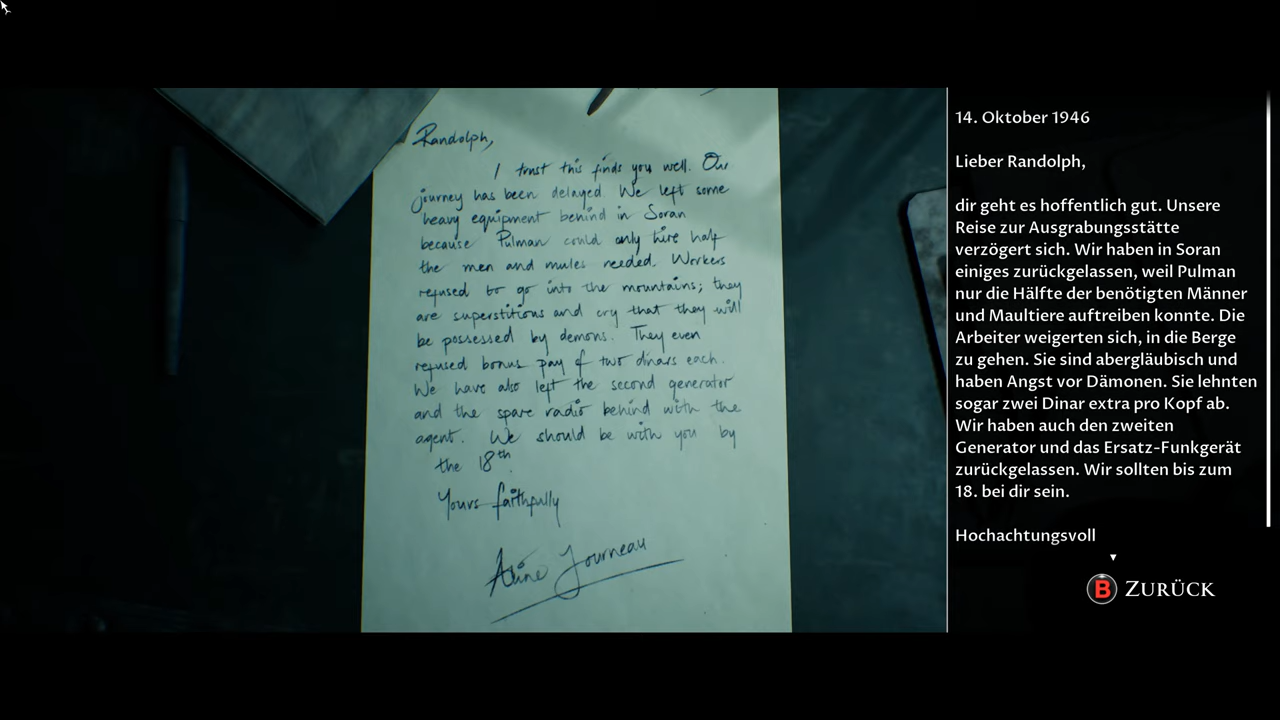 Randolph,
I trust this finds you well. Our
journey has been delayed. We left some
heavy equipment behind in Soran
because Pulman could only hire half
the men and mules needed. Workers
refused to go into the mountains; they
are superstitious and cry that they will
be possessed by demons. They even
refused bonus pay of two dinars each.
We have also left the second generator
and the spare radio behind with the
agent. We should be with you by
the 18th.
Yours faithfully
Aline Journeau
14. Oktober 1946
Lieber Randolph,
dir geht es hoffentlich gut. Unsere
Reise zur Ausgrabungsstätte
verzögert sich. Wir haben in Soran
einiges zurückgelassen, weil Pulman
nur die Hälfte der benötigten Männer
und Maultiere auftreiben konnte. Die
Arbeiter weigerten sich, in die Berge
zu gehen. Sie sind abergläubisch und
haben Angst vor Dämonen. Sie lehnten
sogar zwei Dinar extra pro Kopf ab.
Wir haben auch den zweiten
Generator und das Ersatz-Funkgerät
zurückgelassen. Wir sollten bis zum
18. bei dir sein.
Hochachtungsvoll
B ZURÜCK